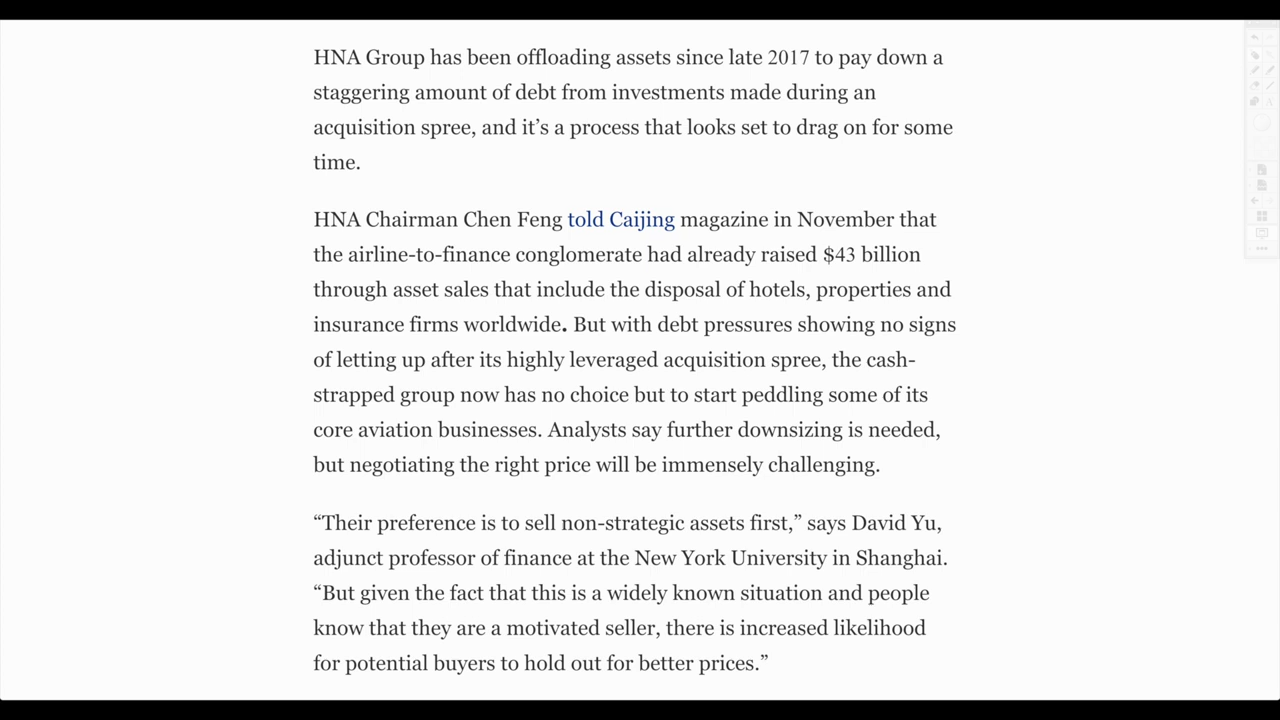 HNA Group has been offloading assets since late 2017 to pay down a
staggering amount of debt from investments made during an
acquisition spree, and it’s a process that looks set to drag on for some
time.
HNA Chairman Chen Feng told Caijing magazine in November that
the airline-to-finance conglomerate had already raised $43 billion
through asset sales that include the disposal of hotels, properties and
insurance firms worldwide. But with debt pressures showing no signs
of letting up after its highly leveraged acquisition spree, the cash-
strapped group now has no choice but to start peddling some of its
core aviation businesses. Analysts say further downsizing is needed,
but negotiating the right price will be immensely challenging.
“Their preference is to sell non-strategic assets first,” says David Yu,
adjunct professor of finance at the New York University in Shanghai.
“But given the fact that this is a widely known situation and people
know that they are a motivated seller, there is increased likelihood
for potential buyers to hold out for better prices.”